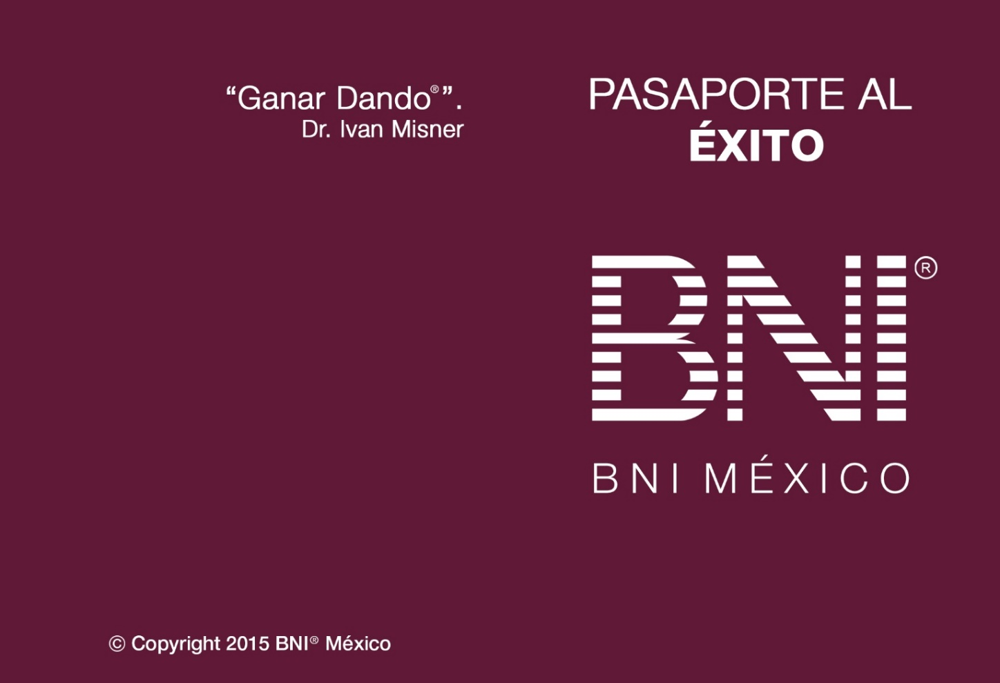 “Ganar Dando®”.
Dr. Ivan Misner
© Copyright 2015 BNI® México
PASAPORTE AL
ÉXITO
BNI®
BNI MÉXICO